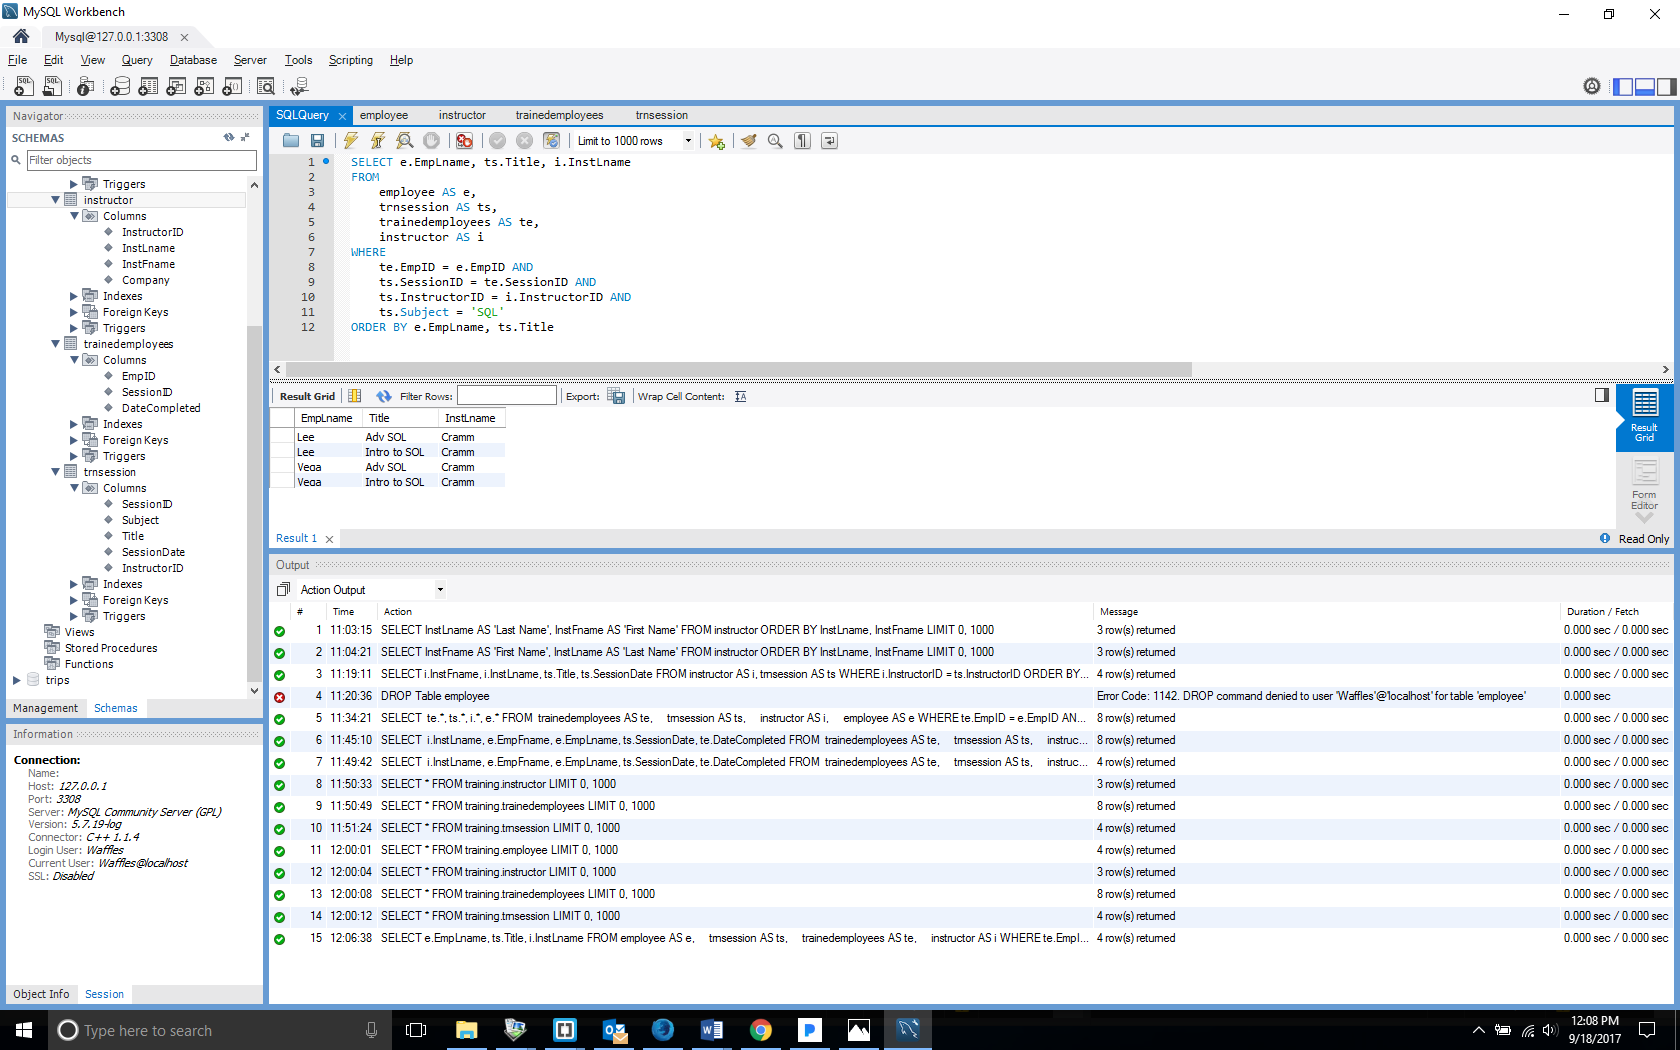 MySQL Workbench
Mysql@127.0.0.1:3308
File Edit View Query Database Server Tools Scripting Help
Navigator
SCHEMAS
Filter objects
Triggers
instructor
Columns
InstructorID
InstLname
InstFname
Company
Indexes
Foreign Keys
Triggers
trainedemployees
Columns
EmpID
SessionID
DateCompleted
Indexes
Foreign Keys
Triggers
trnsession
Columns
SessionID
Subject
Title
SessionDate
InstructorID
Indexes
Foreign Keys
Triggers
Views
Stored Procedures
Functions
trips
Management Schemas
Information
Connection:
Name:
Host: 127.0.0.1
Port: 3308
Server: MySQL Community Server (GPL)
Version: 5.7.19-log
Connector: C++ 1.1.4
Login User: Waffles
Current User: Waffles@localhost
SSL: Disabled
Object Info Session
SQLQuery employee instructor trainedemployees trnsession
Limit to 1000 rows
1 SELECT e.EmpLname, ts.Title, i.InstLname
2 FROM
3 employee AS e,
4 trnsession AS ts,
5 trainedemployees AS te,
6 instructor AS i
7 WHERE
8 te.EmpID = e.EmpID AND
9 ts.SessionID = te.SessionID AND
10 ts.InstructorID = i.InstructorID AND
11 ts.Subject = 'SQL'
12 ORDER BY e.EmpLname, ts.Title
Result Grid Filter Rows: Export: Wrap Cell Content:
EmpLname Title InstLname
Lee Adv SQL Cramm
Lee Intro to SQL Cramm
Vega Adv SQL Cramm
Vega Intro to SQL Cramm
Result Grid
Form Editor
Result 1
Read Only
Output
Action Output
# Time Action Message Duration / Fetch
1 11:03:15 SELECT InstLname AS 'Last Name', InstFname AS 'First Name' FROM instructor ORDER BY InstLname, InstFname LIMIT 0, 1000 3 row(s) returned 0.000 sec / 0.000 sec
2 11:04:21 SELECT InstFname AS 'First Name', InstLname AS 'Last Name' FROM instructor ORDER BY InstLname, InstFname LIMIT 0, 1000 3 row(s) returned 0.000 sec / 0.000 sec
3 11:19:11 SELECT i.InstFname, i.InstLname, ts.Title, ts.SessionDate FROM instructor AS i, trnsession AS ts WHERE i.InstructorID = ts.InstructorID ORDER BY... 4 row(s) returned 0.000 sec / 0.000 sec
4 11:20:36 DROP Table employee Error Code: 1142. DROP command denied to user 'Waffles'@'localhost' for table 'employee' 0.000 sec
5 11:34:21 SELECT te.*, ts.*, i.*, e.* FROM trainedemployees AS te, trnsession AS ts, instructor AS i, employee AS e WHERE te.EmpID = e.EmpID AN... 8 row(s) returned 0.000 sec / 0.000 sec
6 11:45:10 SELECT i.InstLname, e.EmpFname, e.EmpLname, ts.SessionDate, te.DateCompleted FROM trainedemployees AS te, trnsession AS ts, instruc... 8 row(s) returned 0.000 sec / 0.000 sec
7 11:49:42 SELECT i.InstLname, e.EmpFname, e.EmpLname, ts.SessionDate, te.DateCompleted FROM trainedemployees AS te, trnsession AS ts, instruc... 4 row(s) returned 0.000 sec / 0.000 sec
8 11:50:33 SELECT * FROM training.instructor LIMIT 0, 1000 3 row(s) returned 0.000 sec / 0.000 sec
9 11:50:49 SELECT * FROM training.trainedemployees LIMIT 0, 1000 8 row(s) returned 0.000 sec / 0.000 sec
10 11:51:24 SELECT * FROM training.trnsession LIMIT 0, 1000 4 row(s) returned 0.000 sec / 0.000 sec
11 12:00:01 SELECT * FROM training.employee LIMIT 0, 1000 4 row(s) returned 0.000 sec / 0.000 sec
12 12:00:04 SELECT * FROM training.instructor LIMIT 0, 1000 3 row(s) returned 0.000 sec / 0.000 sec
13 12:00:08 SELECT * FROM training.trainedemployees LIMIT 0, 1000 8 row(s) returned 0.000 sec / 0.000 sec
14 12:00:12 SELECT * FROM training.trnsession LIMIT 0, 1000 4 row(s) returned 0.000 sec / 0.000 sec
15 12:06:38 SELECT e.EmpLname, ts.Title, i.InstLname FROM employee AS e, trnsession AS ts, trainedemployees AS te, instructor AS i WHERE te.EmpI... 4 row(s) returned 0.000 sec / 0.000 sec
Type here to search
12:08 PM
9/18/2017